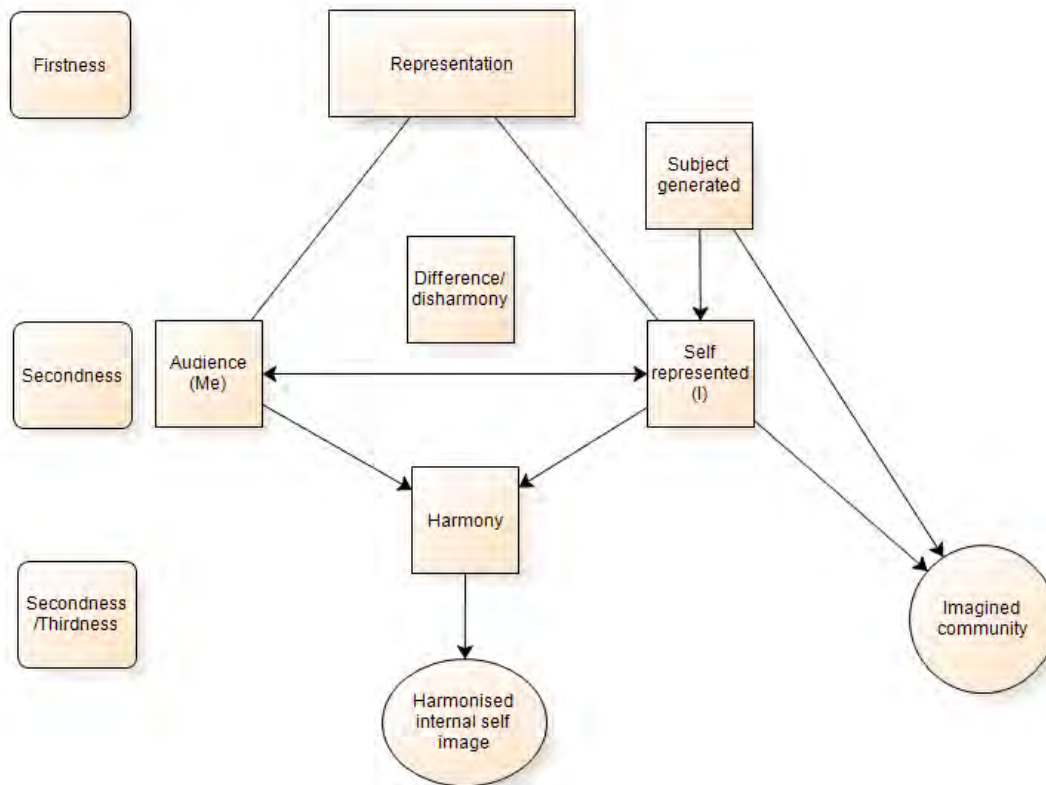 Firstness
Representation
Subject
generated
Difference/
disharmony
Secondness
Audience
(Me)
Self
represented
(I)
Harmony
Secondness
/Thirdness
Imagined
community
Harmonised
internal self
image